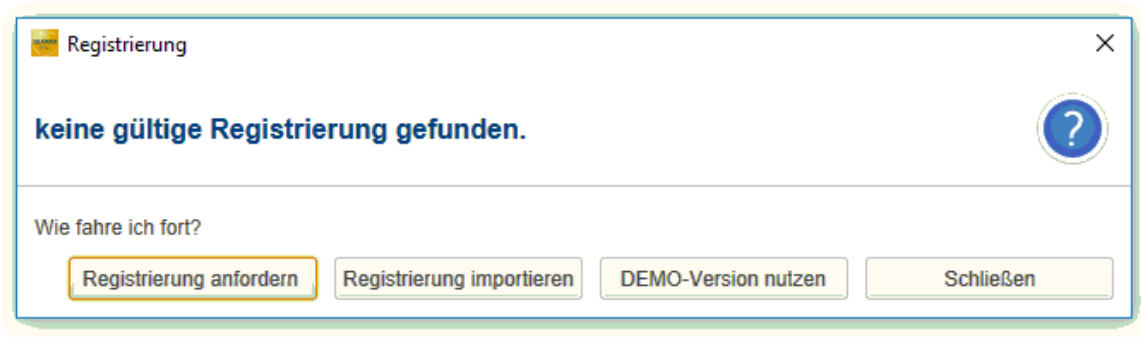 Registrierung
keine gültige Registrierung gefunden.
?
Wie fahre ich fort?
Registrierung anfordern Registrierung importieren DEMO-Version nutzen Schließen